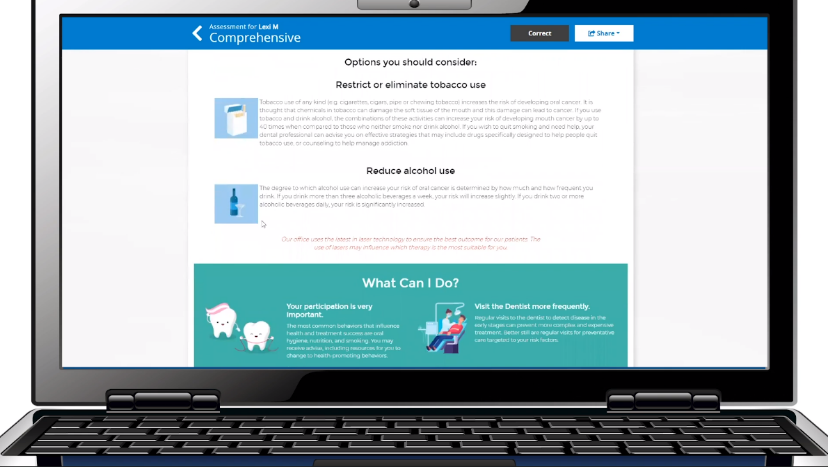 Assessment for Lexi M
Comprehensive
Correct
Share
Options you should consider:
Restrict or eliminate tobacco use
Tobacco use of any kind (e.g. cigarettes, cigars, pipe or chewing tobacco) increases the risk of developing oral cancer. It is
thought that chemicals in tobacco can damage the soft tissue of the mouth and this damage can lead to cancer. If you use
tobacco and drink alcohol, the combinations of these activities can increase your risk of developing mouth cancer by up to
40 times when compared to those who neither smoke nor drink alcohol. If you wish to quit smoking and need help, your
dental professional can advise you on effective strategies that may include drugs specifically designed to help people quit
tobacco use, or counseling to help manage addiction.
Reduce alcohol use
The degree to which alcohol use can increase your risk of oral cancer is determined by how much and how frequent you
drink. If you drink more than three alcoholic beverages a week, your risk will increase slightly. If you drink two or more
alcoholic beverages daily, your risk is significantly increased.
Our office uses the latest in laser technology to ensure the best outcome for our patients. The
use of lasers may influence which therapy is the most suitable for you.
What Can I Do?
Your participation is very
important.
The most common behaviors that influence
health and treatment success are oral
hygiene, nutrition, and smoking. You may
receive advise, including resources for you to
change to health promoting behaviors.
Visit the Dentist more frequently.
Regular visits to the dentist to detect disease in the
early stages can prevent more complex and expensive
treatment. Better still are regular visits for preventative
care targeted to your risk factors.